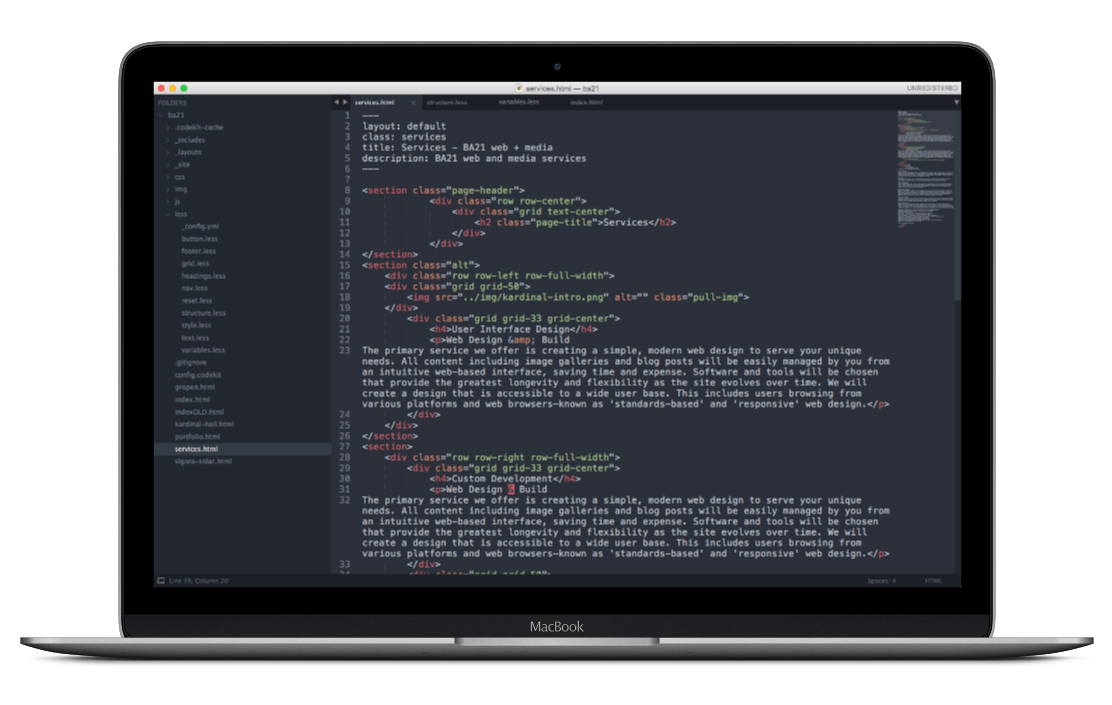 services.html — ba21
UNREGISTERED
FOLDERS
ba21
.codekit-cache
_includes
_layouts
_site
css
img
js
less
_config.yml
button.less
footer.less
grid.less
headings.less
nav.less
reset.less
structure.less
style.less
text.less
variables.less
.gitignore
config.codekit
gropen.html
index.html
indexOLD.html
kardinal-hall.html
portfolio.html
services.html
sigora-solar.html
services.html × structure.less variables.less index.html
1 ---
2 layout: default
3 class: services
4 title: Services - BA21 web + media
5 description: BA21 web and media services
6 ---
7
8 <section class="page-header">
9 <div class="row row-center">
10 <div class="grid text-center">
11 <h2 class="page-title">Services</h2>
12 </div>
13 </div>
14 </section>
15 <section class="alt">
16 <div class="row row-left row-full-width">
17 <div class="grid grid-50">
18 <img src="../img/kardinal-intro.png" alt="" class="pull-img">
19 </div>
20 <div class="grid grid-33 grid-center">
21 <h4>User Interface Design</h4>
22 <p>Web Design &amp; Build
23 The primary service we offer is creating a simple, modern web design to serve your unique
needs. All content including image galleries and blog posts will be easily managed by you from
an intuitive web-based interface, saving time and expense. Software and tools will be chosen
that provide the greatest longevity and flexibility as the site evolves over time. We will
create a design that is accessible to a wide user base. This includes users browsing from
various platforms and web browsers-known as 'standards-based' and 'responsive' web design.</p>
24 </div>
25 </div>
26 </section>
27 <section>
28 <div class="row row-right row-full-width">
29 <div class="grid grid-33 grid-center">
30 <h4>Custom Development</h4>
31 <p>Web Design & Build
32 The primary service we offer is creating a simple, modern web design to serve your unique
needs. All content including image galleries and blog posts will be easily managed by you from
an intuitive web-based interface, saving time and expense. Software and tools will be chosen
that provide the greatest longevity and flexibility as the site evolves over time. We will
create a design that is accessible to a wide user base. This includes users browsing from
various platforms and web browsers-known as 'standards-based' and 'responsive' web design.</p>
33 </div>
34 <div class="grid grid-50">
Line 39, Column 20
Spaces: 4 HTML
MacBook